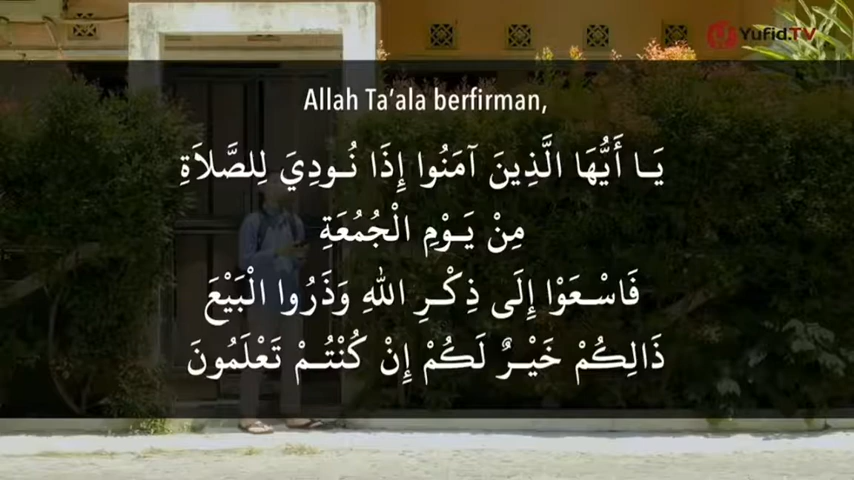 Yufid.TV
Allah Ta'ala berfirman,
يَا أَيُّهَا الَّذِينَ آمَنُوا إِذَا نُودِيَ لِلصَّلاَةِ
مِنْ يَوْمِ الْجُمُعَةِ
فَاسْعَوْا إِلَى ذِكْرِ اللهِ وَذَرُوا الْبَيْعَ
ذَالِكُمْ خَيْرٌ لَكُمْ إِنْ كُنْتُمْ تَعْلَمُونَ